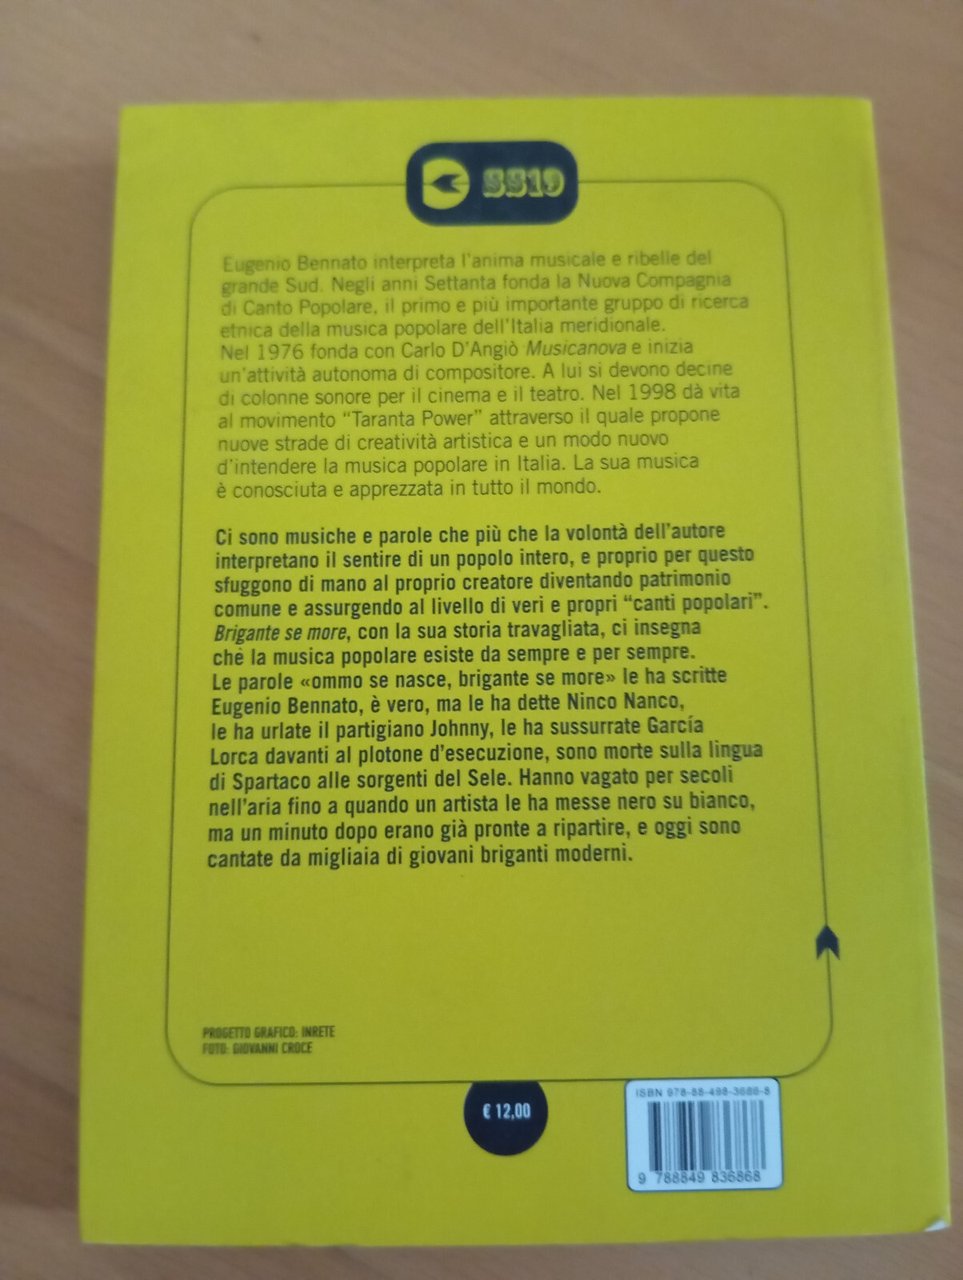 SS19
Eugenio Bennato interpreta l'anima musicale e ribelle del
grande Sud. Negli anni Settanta fonda la Nuova Compagnia
di Canto Popolare, il primo e più importante gruppo di ricerca
etnica della musica popolare dell'Italia meridionale.
Nel 1976 fonda con Carlo D'Angiò Musicanova e inizia
un'attività autonoma di compositore. A lui si devono decine
di colonne sonore per il cinema e il teatro. Nel 1998 dà vita
al movimento “Taranta Power” attraverso il quale propone
nuove strade di creatività artistica e un modo nuovo
d'intendere la musica popolare in Italia. La sua musica
è conosciuta e apprezzata in tutto il mondo.
Ci sono musiche e parole che più che la volontà dell'autore
interpretano il sentire di un popolo intero, e proprio per questo
sfuggono di mano al proprio creatore diventando patrimonio
comune e assurgendo al livello di veri e propri “canti popolari”.
Brigante se more, con la sua storia travagliata, ci insegna
che la musica popolare esiste da sempre e per sempre.
Le parole «ommo se nasce, brigante se more» le ha scritte
Eugenio Bennato, è vero, ma le ha dette Ninco Nanco,
le ha urlate il partigiano Johnny, le ha sussurrate García
Lorca davanti al plotone d'esecuzione, sono morte sulla lingua
di Spartaco alle sorgenti del Sele. Hanno vagato per secoli
nell'aria fino a quando un artista le ha messe nero su bianco,
ma un minuto dopo erano già pronte a ripartire, e oggi sono
cantate da migliaia di giovani briganti moderni.
PROGETTO GRAFICO: INRETE
FOTO: GIOVANNI CROCE
€ 12,00
ISBN 978-88-498-3686-8
9 788849 836868